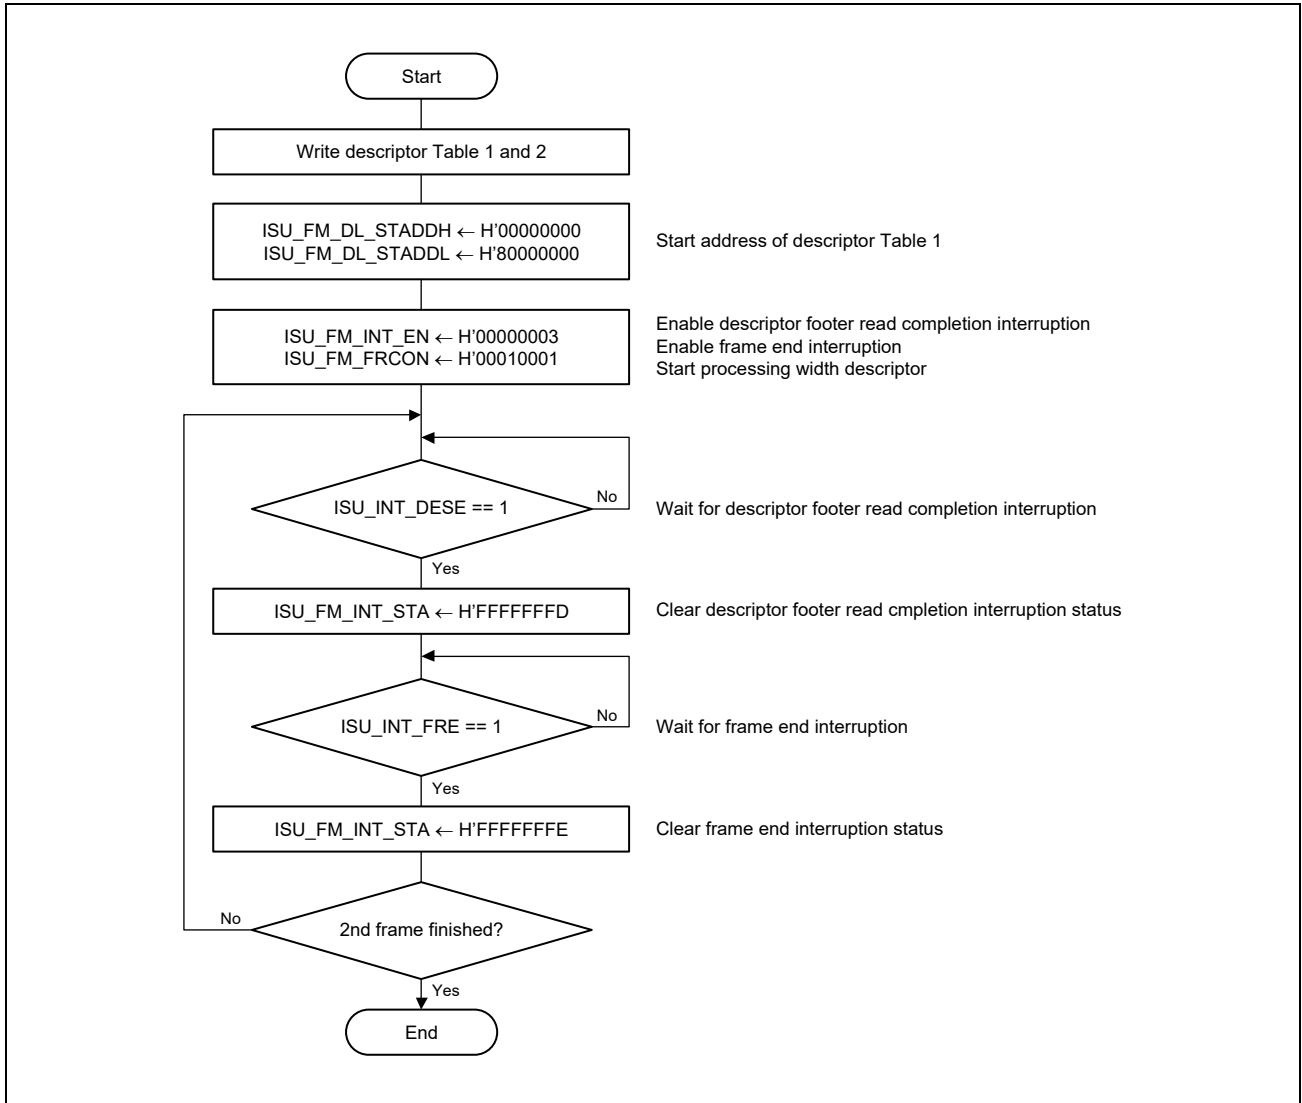 Start
Write descriptor Table 1 and 2
ISU_FM_DL_STADDH ← H'00000000
ISU_FM_DL_STADDL ← H'80000000
Start address of descriptor Table 1
ISU_FM_INT_EN ← H'00000003
ISU_FM_FRCON ← H'00010001
Enable descriptor footer read completion interruption
Enable frame end interruption
Start processing width descriptor
ISU_INT_DESE == 1
No
Wait for descriptor footer read completion interruption
Yes
ISU_FM_INT_STA ← H'FFFFFFFD
Clear descriptor footer read cmpletion interruption status
ISU_INT_FRE == 1
No
Wait for frame end interruption
Yes
ISU_FM_INT_STA ← H'FFFFFFFE
Clear frame end interruption status
No
2nd frame finished?
Yes
End